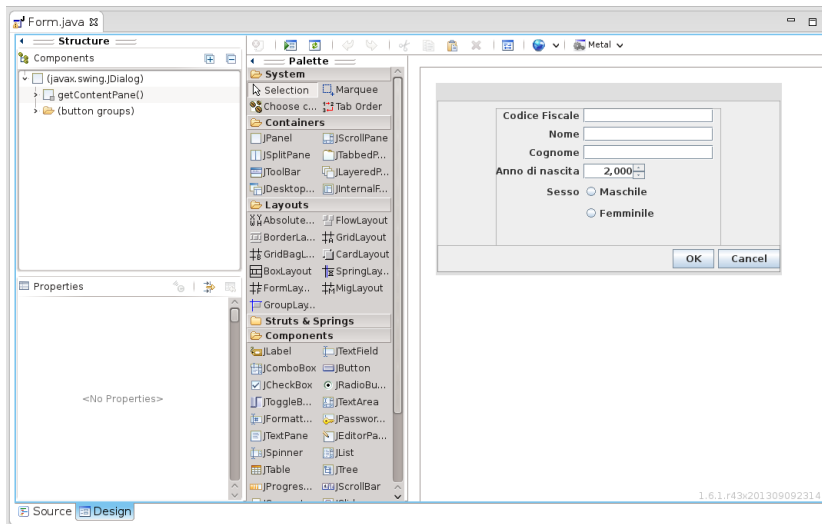 Form.java
Structure
Components
(javax.swing.JDialog)
getContentPane()
(button groups)
Properties
<No Properties>
Palette
System
Selection Marquee
Choose c... Tab Order
Containers
JPanel JScrollPane
JSplitPane JTabbedP...
JToolBar JLayeredP...
JDesktop... JInternalF...
Layouts
Absolute... FlowLayout
BorderLa... GridLayout
GridBagL... CardLayout
BoxLayout SpringLay...
FormLay... MigLayout
GroupLay...
Struts & Springs
Components
JLabel JTextField
JComboBox JButton
JCheckBox JRadioBu...
JToggleB... JTextArea
JFormatt... JPasswor...
JTextPane JEditorPa...
JSpinner JList
JTable JTree
JProgres... JScrollBar
Metal
Codice Fiscale
Nome
Cognome
Anno di nascita 2,000
Sesso Maschile
Femminile
OK Cancel
1.6.1.r43x201309092314
Source Design